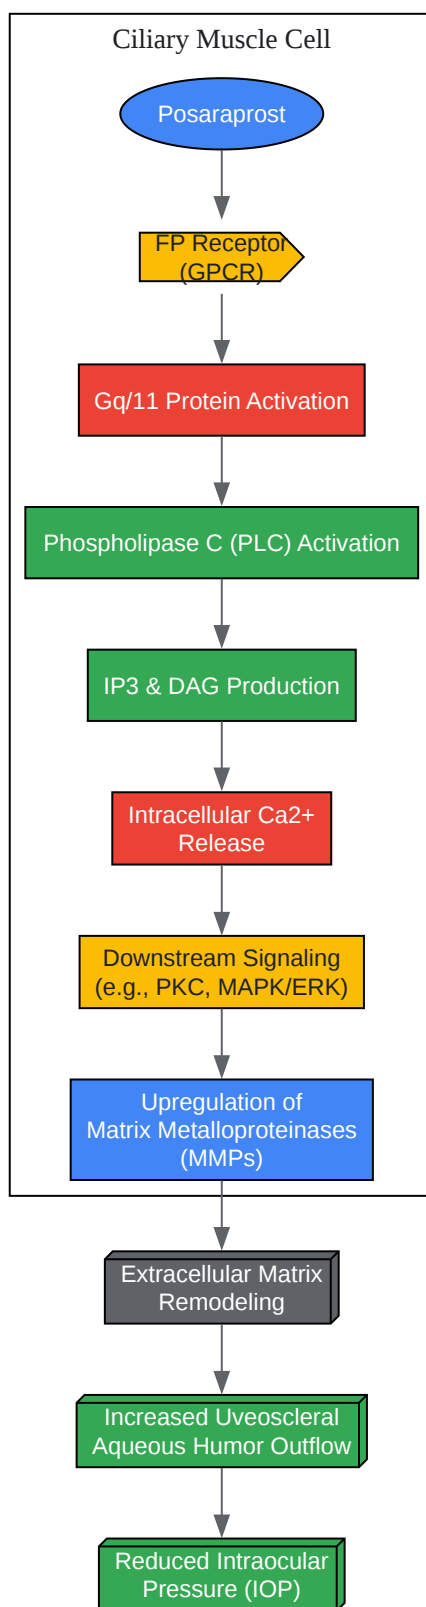 Ciliary Muscle Cell
Posaraprost
FP Receptor
(GPCR)
Gq/11 Protein Activation
Phospholipase C (PLC) Activation
IP3 & DAG Production
Intracellular Ca2+
Release
Downstream Signaling
(e.g., PKC, MAPK/ERK)
Upregulation of
Matrix Metalloproteinases
(MMPs)
Extracellular Matrix
Remodeling
Increased Uveoscleral
Aqueous Humor Outflow
Reduced Intraocular
Pressure (IOP)